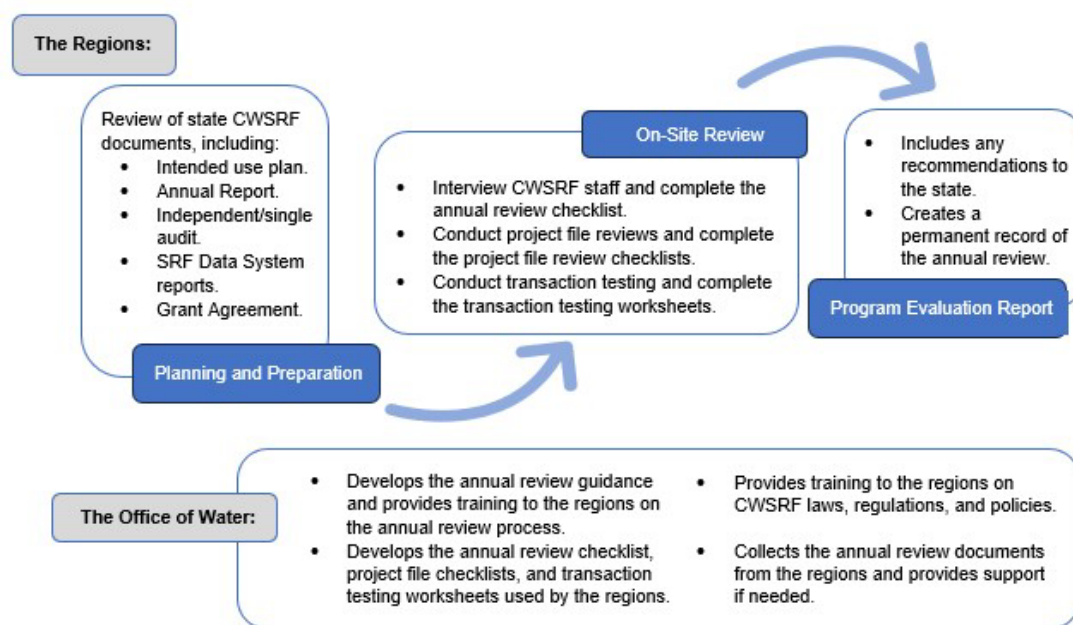 The Regions:
Review of state CWSRF
documents, including:
• Intended use plan.
• Annual Report.
• Independent/single
audit.
• SRF Data System
reports.
• Grant Agreement.
Planning and Preparation
On-Site Review
• Interview CWSRF staff and complete the
annual review checklist.
• Conduct project file reviews and complete
the project file review checklists.
• Conduct transaction testing and complete
the transaction testing worksheets.
• Includes any
recommendations to
the state.
• Creates a
permanent record of
the annual review.
Program Evaluation Report
The Office of Water:
• Develops the annual review guidance
and provides training to the regions on
the annual review process.
• Develops the annual review checklist,
project file checklists, and transaction
testing worksheets used by the regions.
• Provides training to the regions on
CWSRF laws, regulations, and policies.
• Collects the annual review documents
from the regions and provides support
if needed.